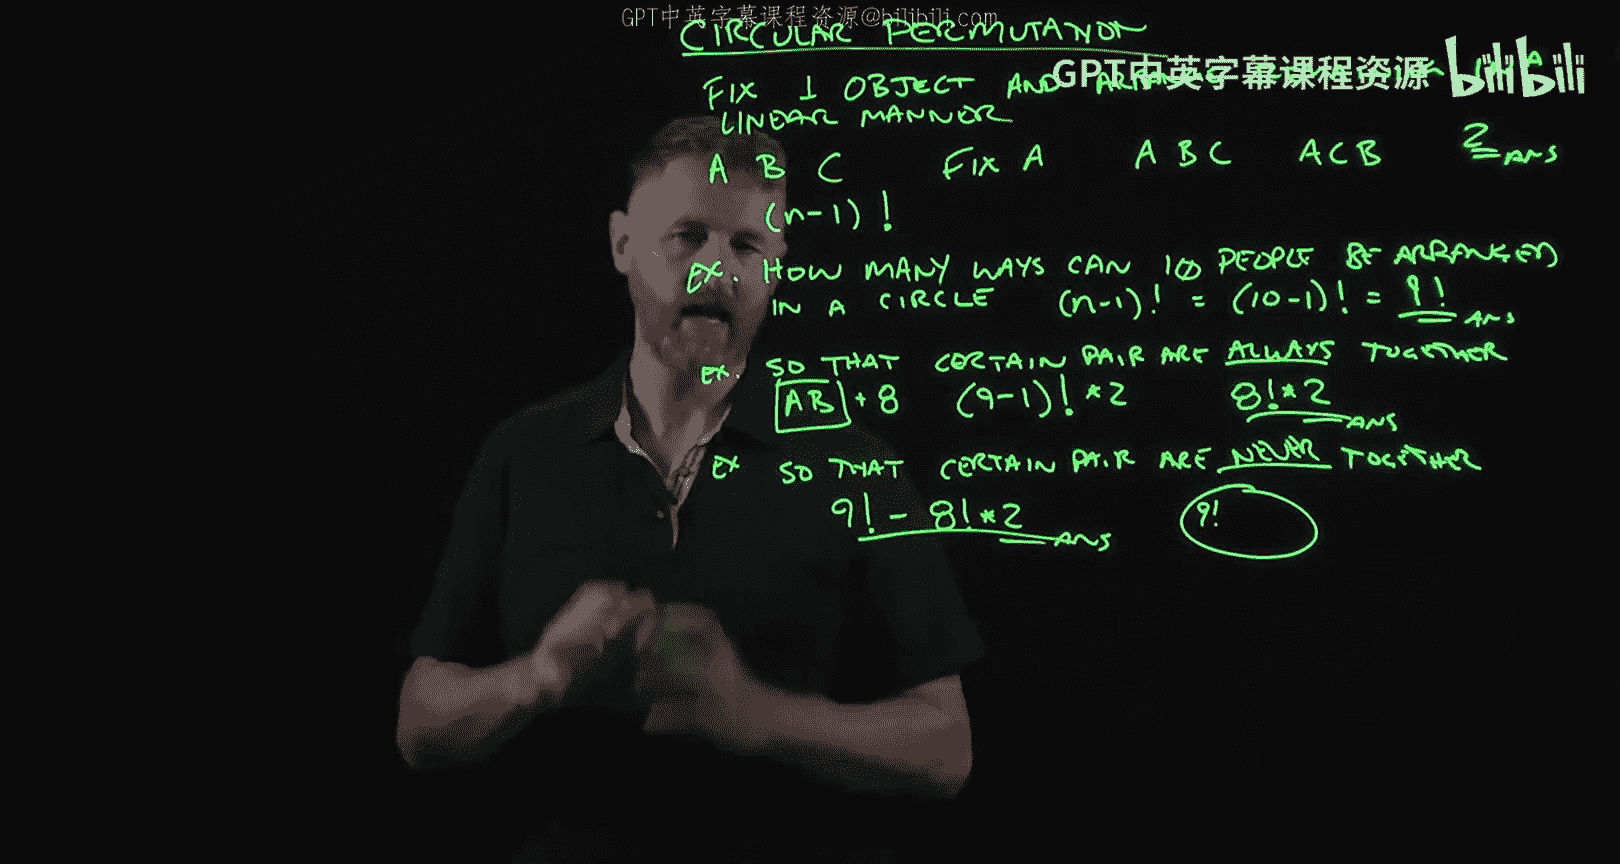 GPT中英字幕课程资源@bilibili.com
CIRCULAR PERMUTATION
GPT中英字幕课程资源 bilibili
FIX 1 OBJECT AND
LINEAR MANNER
A B C FIX A A B C A C B 2 ANS
(n-1)!
EX. HOW MANY WAYS CAN 10 PEOPLE BE ARRANGED
IN A CIRCLE (n-1)! = (10-1)! = 9! ANS
EX. SO THAT CERTAIN PAIR ARE ALWAYS TOGETHER
AB + 8 (9-1)! * 2 8! * 2 ANS
EX SO THAT CERTAIN PAIR ARE NEVER TOGETHER
9! - 8! * 2 ANS 9!